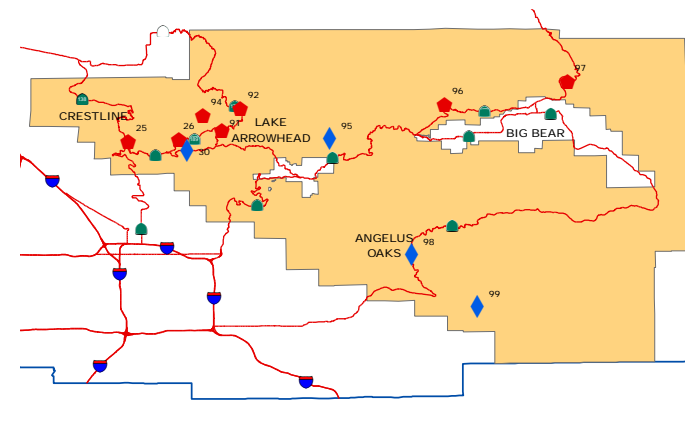 97
92
96
94
CRESTLINE
LAKE
91
25
26
95
ARROWHEAD
BIG BEAR
30
ANGELUS
98
OAKS
99